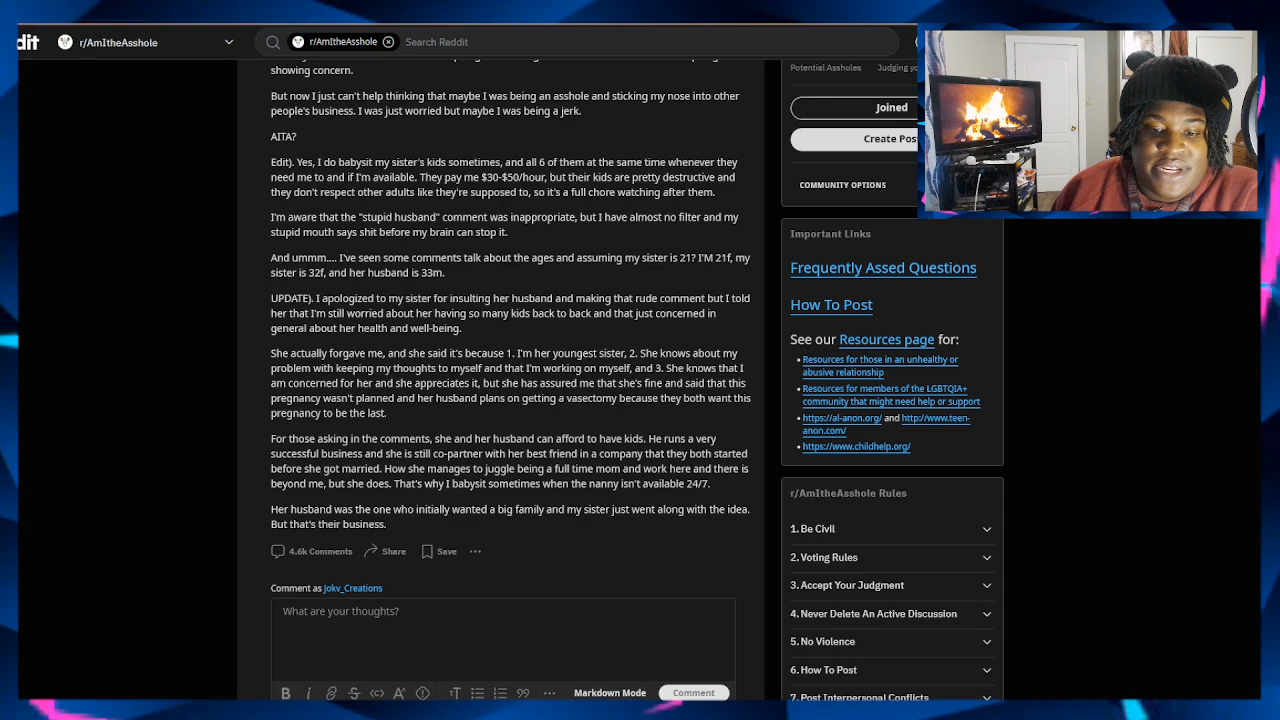 dit
r/AmItheAsshole
r/AmItheAsshole
Search Reddit
showing concern.
But now I just can't help thinking that maybe I was being an asshole and sticking my nose into other
people's business. I was just worried but maybe I was being a jerk.
AITA?
Edit). Yes, I do babysit my sister's kids sometimes, and all 6 of them at the same time whenever they
need me to and if I'm available. They pay me $30-$50/hour, but their kids are pretty destructive and
they don't respect other adults like they're supposed to, so it's a full chore watching after them.
I'm aware that the "stupid husband" comment was inappropriate, but I have almost no filter and my
stupid mouth says shit before my brain can stop it.
And ummm.... I've seen some comments talk about the ages and assuming my sister is 21? I'M 21f, my
sister is 32f, and her husband is 33m.
UPDATE). I apologized to my sister for insulting her husband and making that rude comment but I told
her that I'm still worried about her having so many kids back to back and that just concerned in
general about her health and well-being.
She actually forgave me, and she said it's because 1. I'm her youngest sister, 2. She knows about my
problem with keeping my thoughts to myself and that I'm working on myself, and 3. She knows that I
am concerned for her and she appreciates it, but she has assured me that she's fine and said that this
pregnancy wasn't planned and her husband plans on getting a vasectomy because they both want this
pregnancy to be the last.
For those asking in the comments, she and her husband can afford to have kids. He runs a very
successful business and she is still co-partner with her best friend in a company that they both started
before she got married. How she manages to juggle being a full time mom and work here and there is
beyond me, but she does. That's why I babysit sometimes when the nanny isn't available 24/7.
Her husband was the one who initially wanted a big family and my sister just went along with the idea.
But that's their business.
4.6k Comments
Share
Save
Comment as Jokv_Creations
What are your thoughts?
Markdown Mode
Comment
Potential Assholes
Judging yo
Joined
Create Pos
COMMUNITY OPTIONS
Important Links
Frequently Assed Questions
How To Post
See our Resources page for:
• Resources for those in an unhealthy or
abusive relationship
• Resources for members of the LGBTQIA+
community that might need help or support
• https://al-anon.org/ and http://www.teen-
anon.com/
• https://www.childhelp.org/
r/AmItheAsshole Rules
1. Be Civil
2. Voting Rules
3. Accept Your Judgment
4. Never Delete An Active Discussion
5. No Violence
6. How To Post
7. Post Interpersonal Conflicts